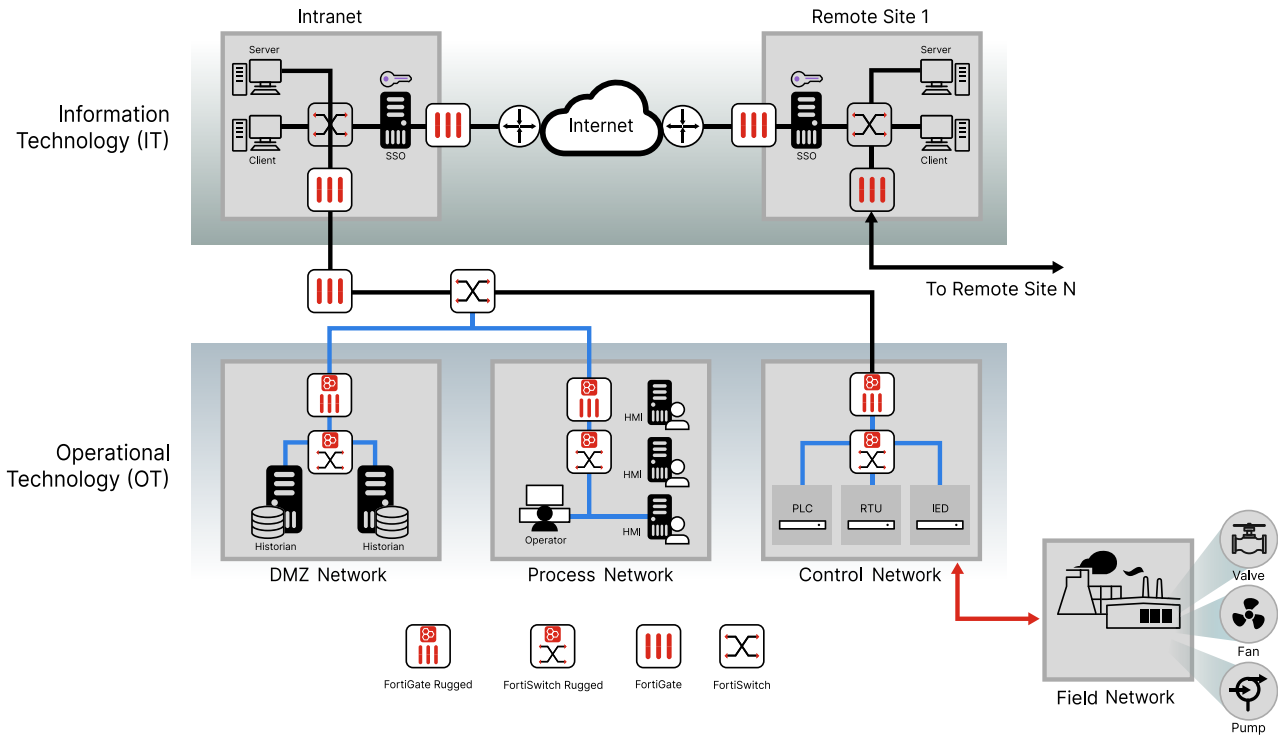 Intranet
Remote Site 1
Information
Technology (IT)
Server
Client
SSO
Internet
SSO
Server
Client
To Remote Site N
Operational
Technology (OT)
Historian
Historian
DMZ Network
HMI
HMI
HMI
Operator
Process Network
PLC
RTU
IED
Control Network
Valve
Fan
Pump
Field Network
FortiGate Rugged
FortiSwitch Rugged
FortiGate
FortiSwitch